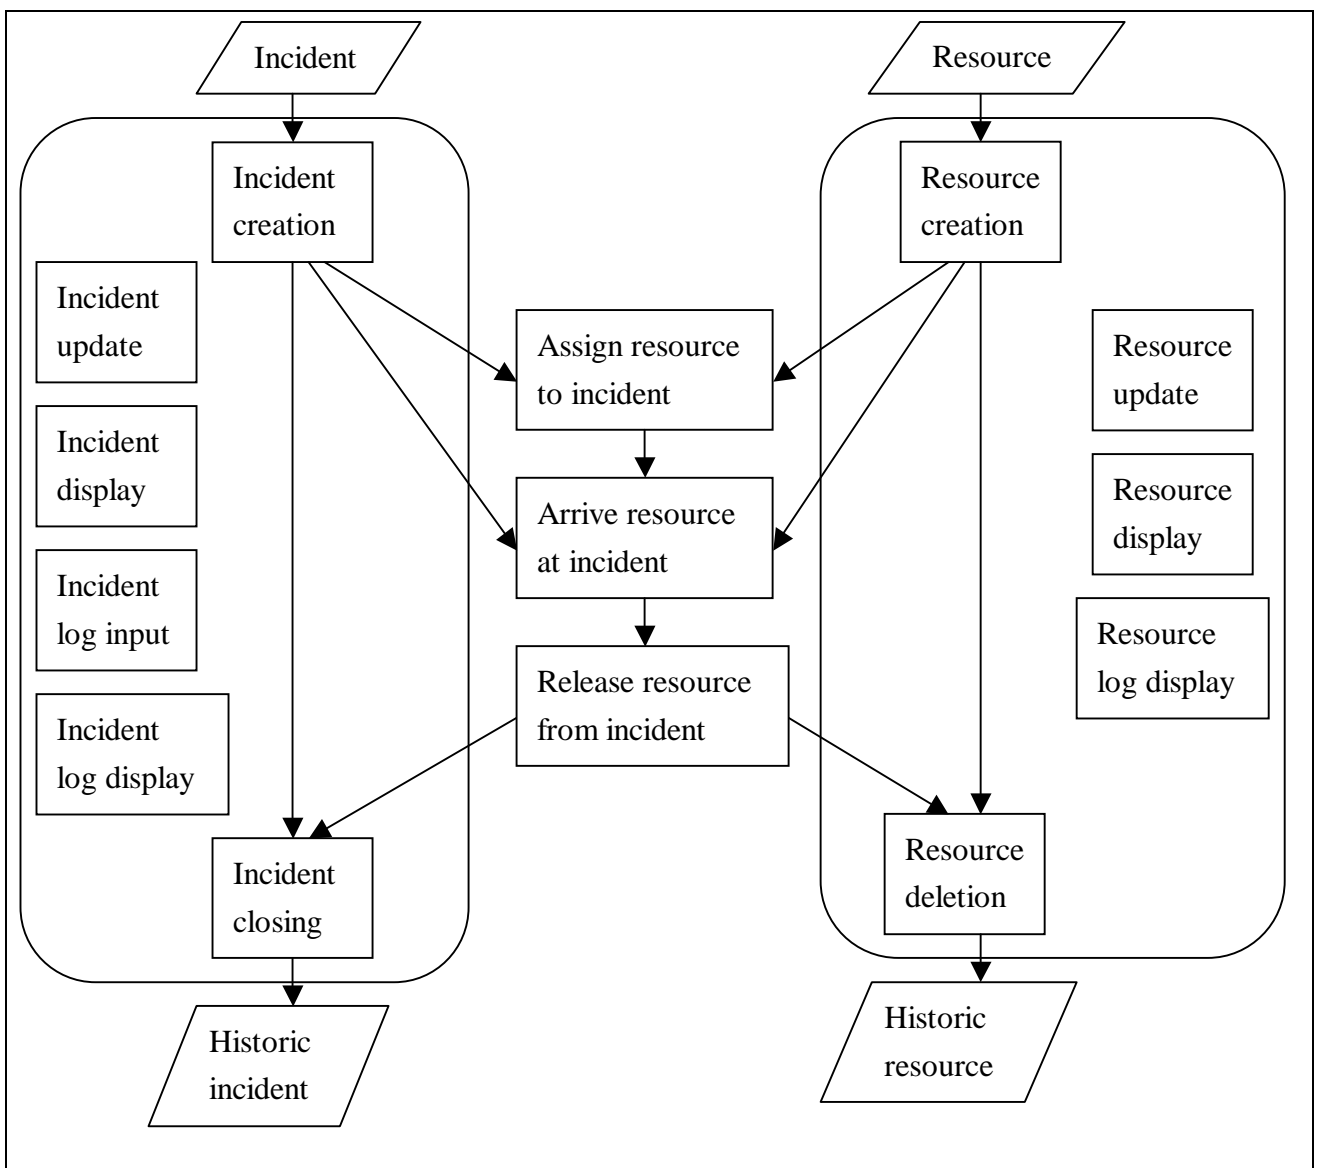 Incident
Resource
Incident
creation
Resource
creation
Incident
update
Assign resource
to incident
Resource
update
Incident
display
Arrive resource
at incident
Resource
display
Incident
log input
Release resource
from incident
Resource
log display
Incident
log display
Incident
closing
Resource
deletion
Historic
incident
Historic
resource